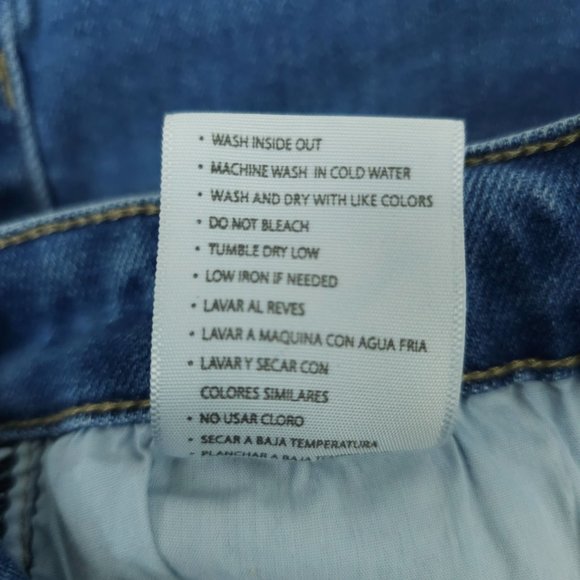 • WASH INSIDE OUT
• MACHINE WASH IN COLD WATER
• WASH AND DRY WITH LIKE COLORS
• DO NOT BLEACH
• TUMBLE DRY LOW
• LOW IRON IF NEEDED
• LAVAR AL REVES
• LAVAR A MAQUINA CON AGUA FRIA
• LAVAR Y SECAR CON
COLORES SIMILARES
• NO USAR CLORO
• SECAR A BAJA TEMPERATURA
• PLANCHAR A BAJA